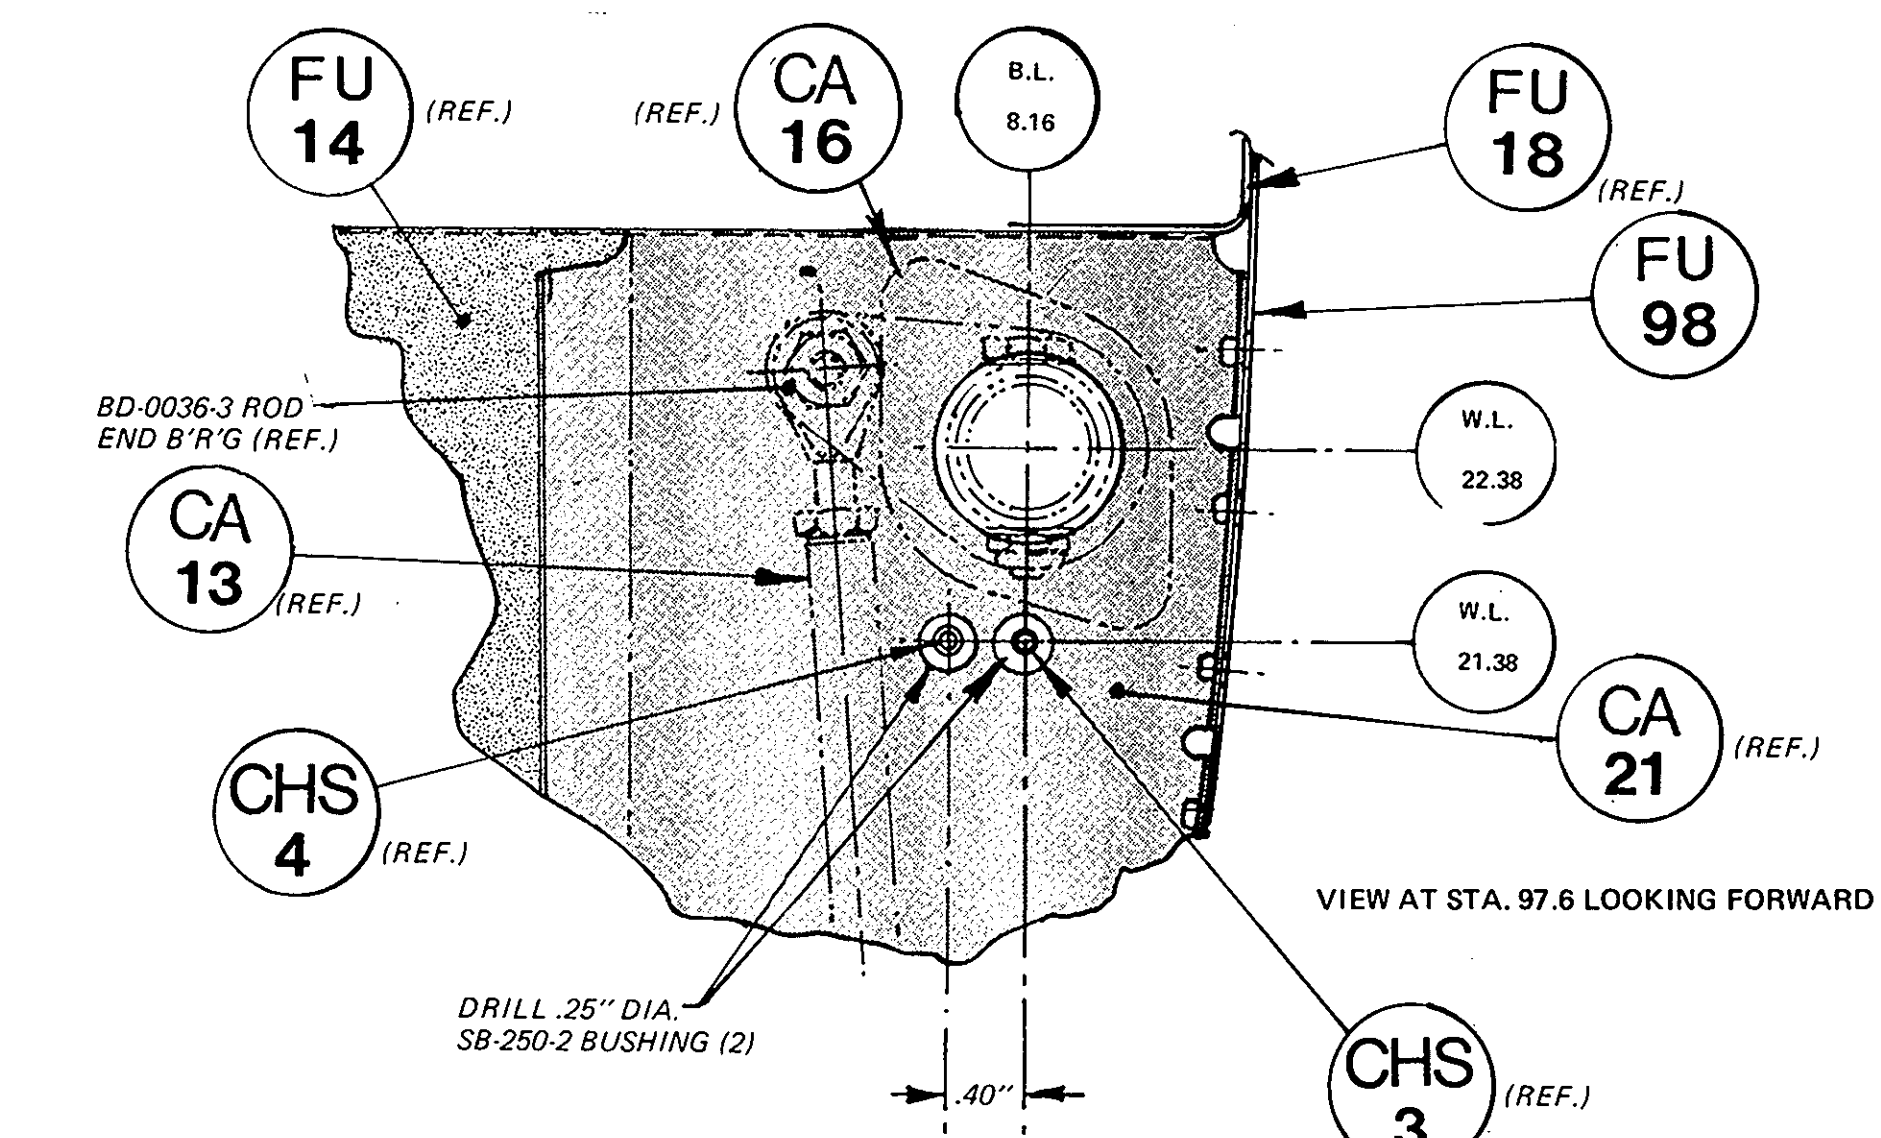 FU
14
(REF.)
(REF.)
CA
16
B.L.
8.16
FU
18
(REF.)
FU
98
BD-0036-3 ROD
END B'R'G (REF.)
W.L.
22.38
CA
13
(REF.)
W.L.
21.38
CA
21
(REF.)
CHS
4
(REF.)
VIEW AT STA. 97.6 LOOKING FORWARD
DRILL .25" DIA.
SB-250-2 BUSHING (2)
.40"
CHS
3
(REF.)